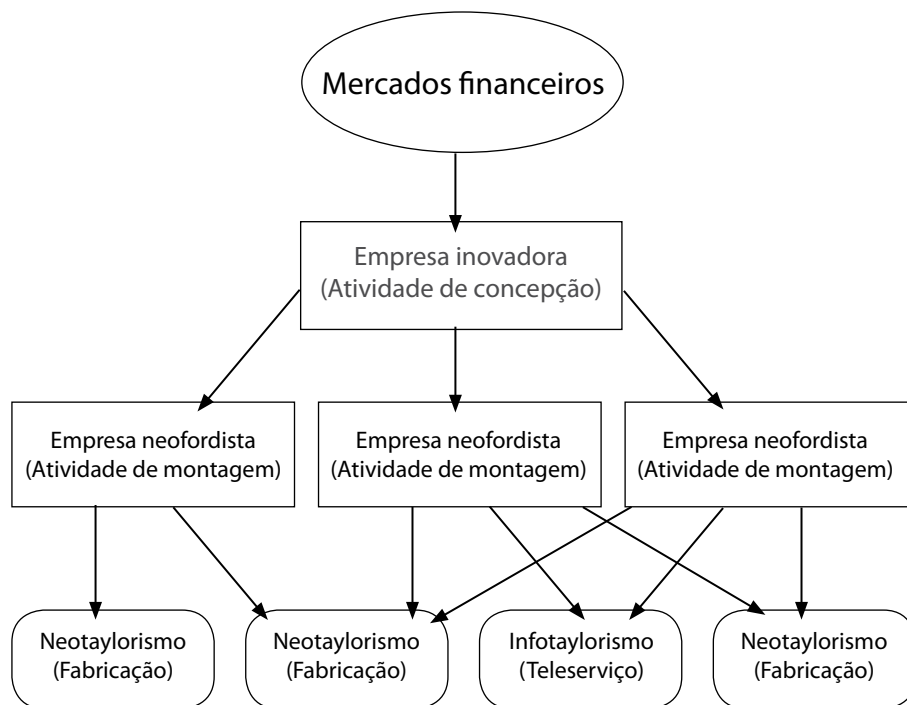 Mercados financeiros
Empresa inovadora
(Atividade de concepção)
Empresa neofordista
(Atividade de montagem)
Empresa neofordista
(Atividade de montagem)
Empresa neofordista
(Atividade de montagem)
Neotaylorismo
(Fabricação)
Neotaylorismo
(Fabricação)
Infotaylorismo
(Teleserviço)
Neotaylorismo
(Fabricação)